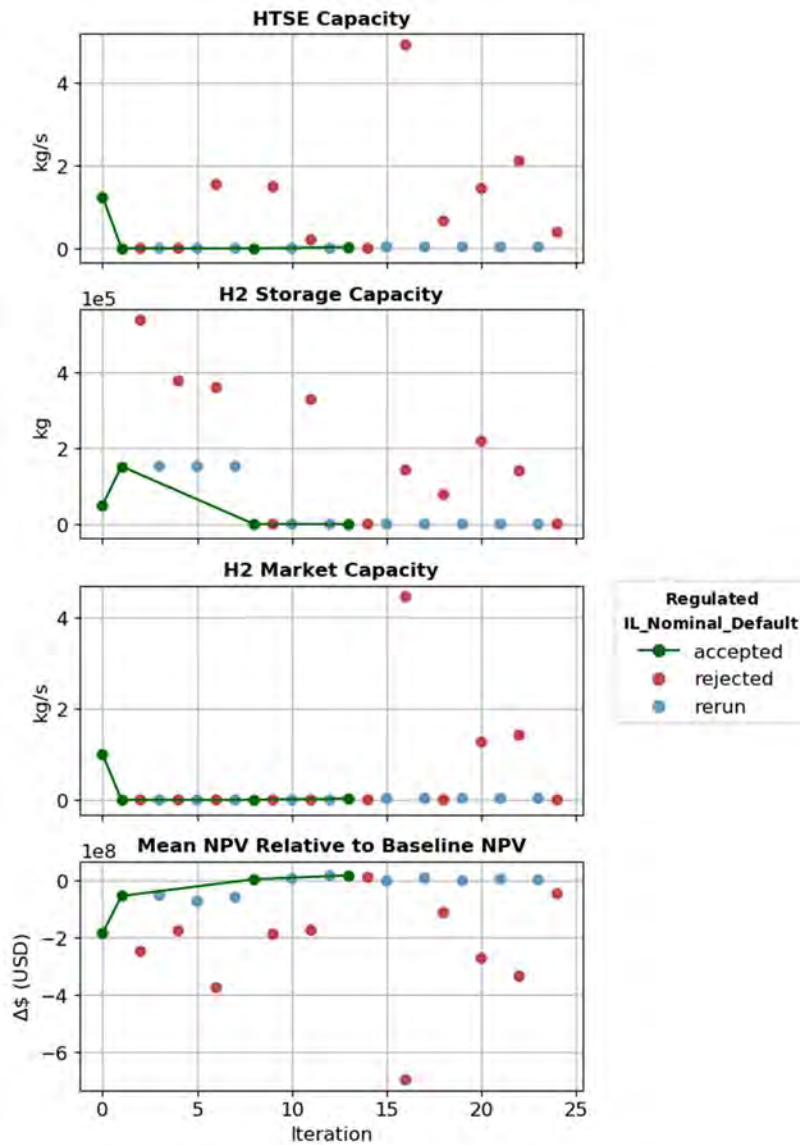 HTSE Capacity
4
2
0
kg/s
1e5
H2 Storage Capacity
4
2
0
kg
H2 Market Capacity
4
2
0
kg/s
Regulated
IL_Nominal_Default
accepted
rejected
rerun
1e8
Mean NPV Relative to Baseline NPV
0
−2
−4
−6
Δ$ (USD)
0 5 10 15 20 25
Iteration